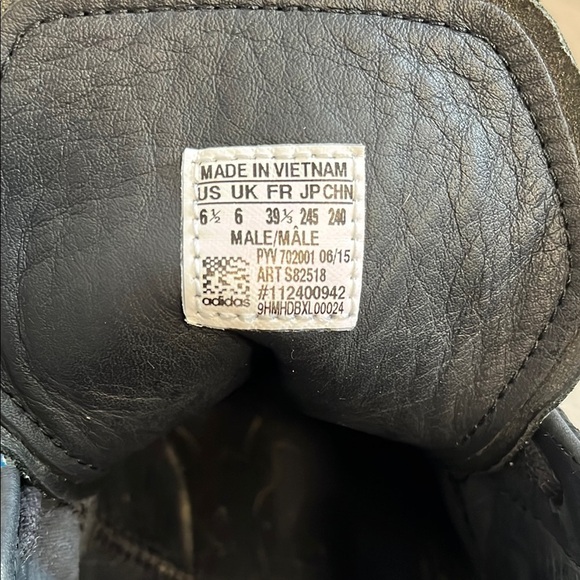 MADE IN VIETNAM
US UK FR JP CHN
6½ 6 39⅓ 245 240
MALE/MÂLE
PYV 702001 06/15
ART S82518
#112400942
9HMHDBXL00024
adidas